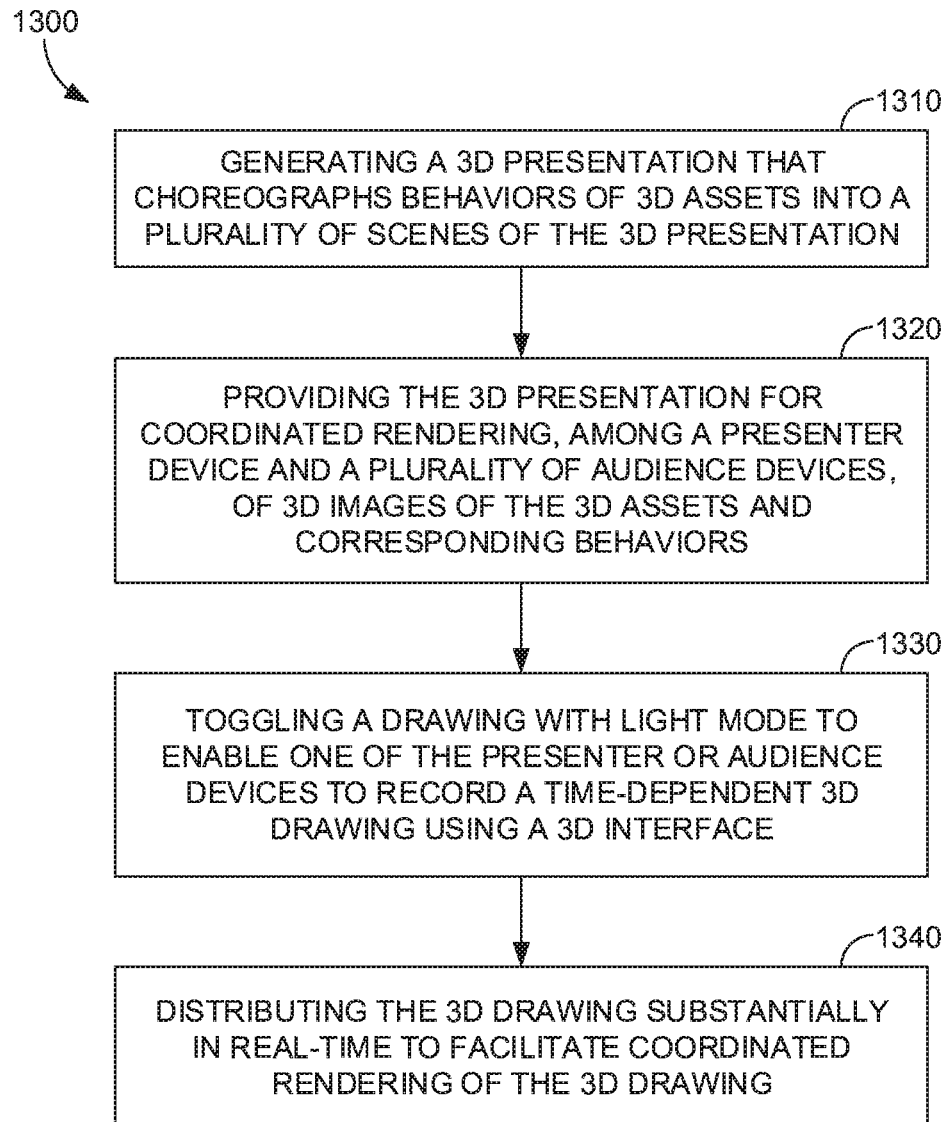 1300
1310
GENERATING A 3D PRESENTATION THAT
CHOREOGRAPHS BEHAVIORS OF 3D ASSETS INTO A
PLURALITY OF SCENES OF THE 3D PRESENTATION
1320
PROVIDING THE 3D PRESENTATION FOR
COORDINATED RENDERING, AMONG A PRESENTER
DEVICE AND A PLURALITY OF AUDIENCE DEVICES,
OF 3D IMAGES OF THE 3D ASSETS AND
CORRESPONDING BEHAVIORS
1330
TOGGLING A DRAWING WITH LIGHT MODE TO
ENABLE ONE OF THE PRESENTER OR AUDIENCE
DEVICES TO RECORD A TIME-DEPENDENT 3D
DRAWING USING A 3D INTERFACE
1340
DISTRIBUTING THE 3D DRAWING SUBSTANTIALLY
IN REAL-TIME TO FACILITATE COORDINATED
RENDERING OF THE 3D DRAWING